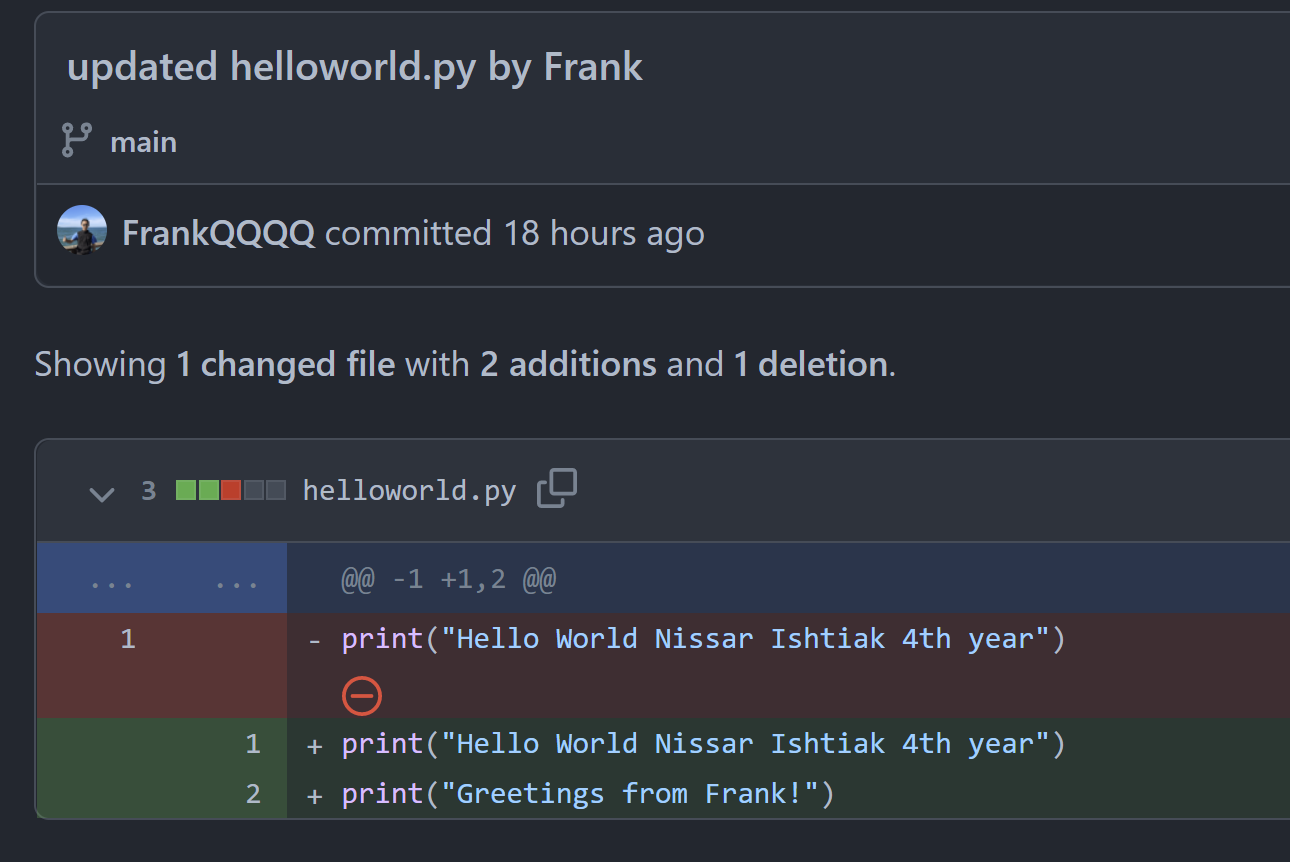 updated helloworld.py by Frank
main
FrankQQQQ committed 18 hours ago
Showing 1 changed file with 2 additions and 1 deletion.
3 helloworld.py
... ... @@ -1 +1,2 @@
1 - print("Hello World Nissar Ishtiak 4th year")
1 + print("Hello World Nissar Ishtiak 4th year")
2 + print("Greetings from Frank!")